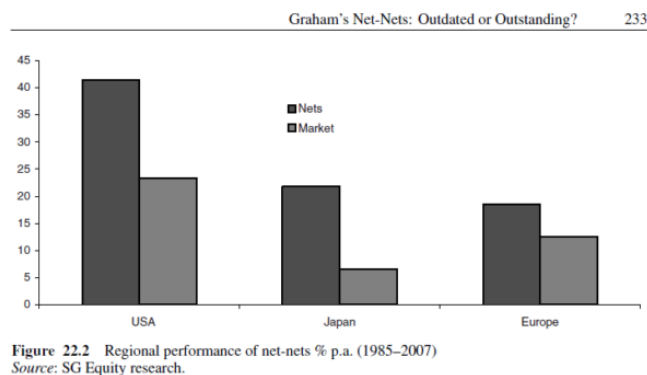 Graham's Net-Nets: Outdated or Outstanding? 233
45
40
35
30
25
20
15
10
5
0
Nets
Market
USA Japan Europe
Figure 22.2 Regional performance of net-nets % p.a. (1985–2007)
Source: SG Equity research.